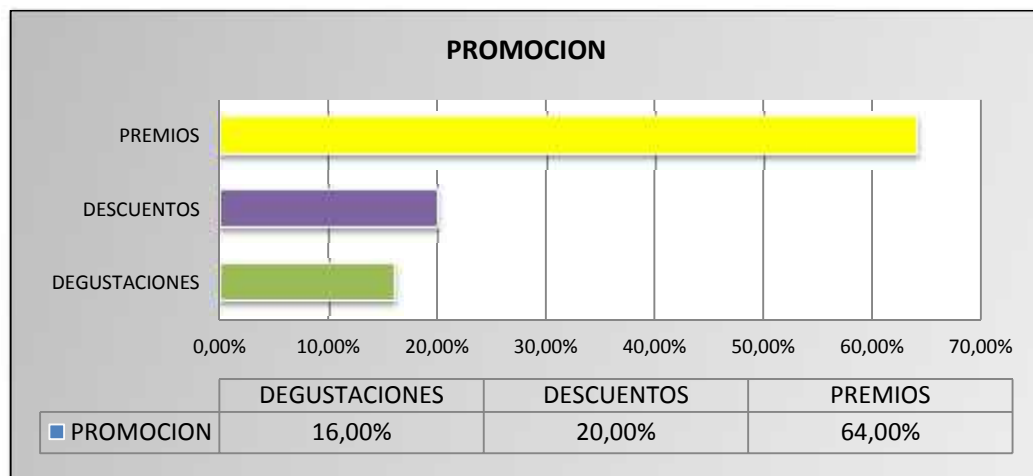 PROMOCION
PREMIOS
DESCUENTOS
DEGUSTACIONES
0,00% 10,00% 20,00% 30,00% 40,00% 50,00% 60,00% 70,00%
DEGUSTACIONES DESCUENTOS PREMIOS
PROMOCION 16,00% 20,00% 64,00%